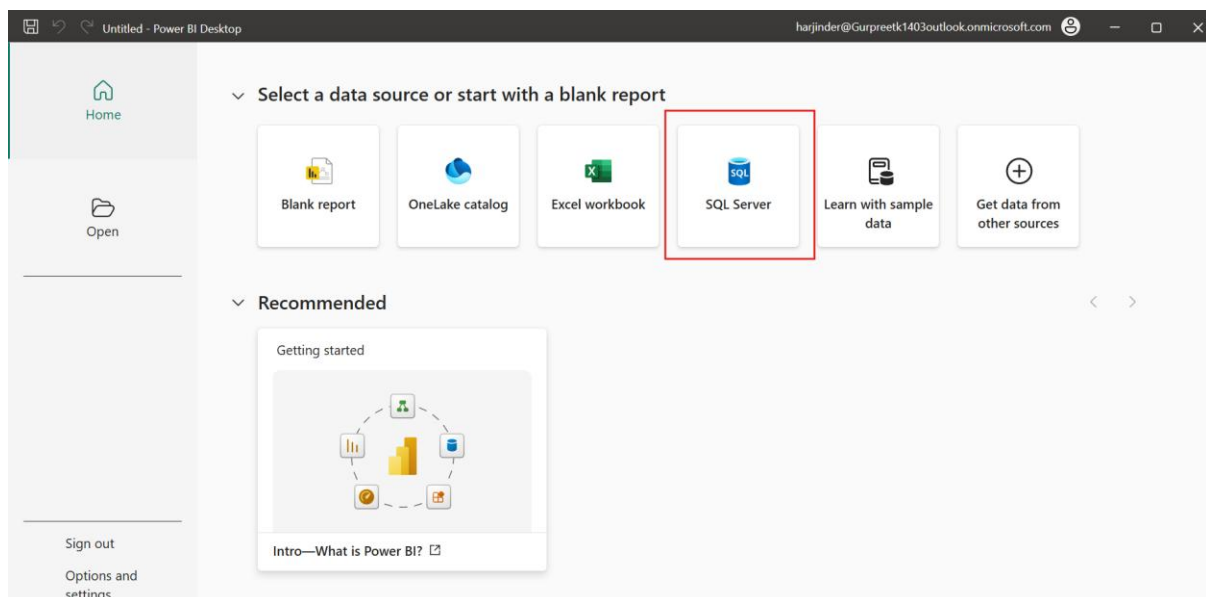 Untitled - Power BI Desktop
harjinder@Gurpreetk1403outlook.onmicrosoft.com
Home
Open
Sign out
Options and
settings
Select a data source or start with a blank report
Blank report
OneLake catalog
Excel workbook
SQL
SQL Server
Learn with sample
data
Get data from
other sources
Recommended
Getting started
Intro—What is Power BI?